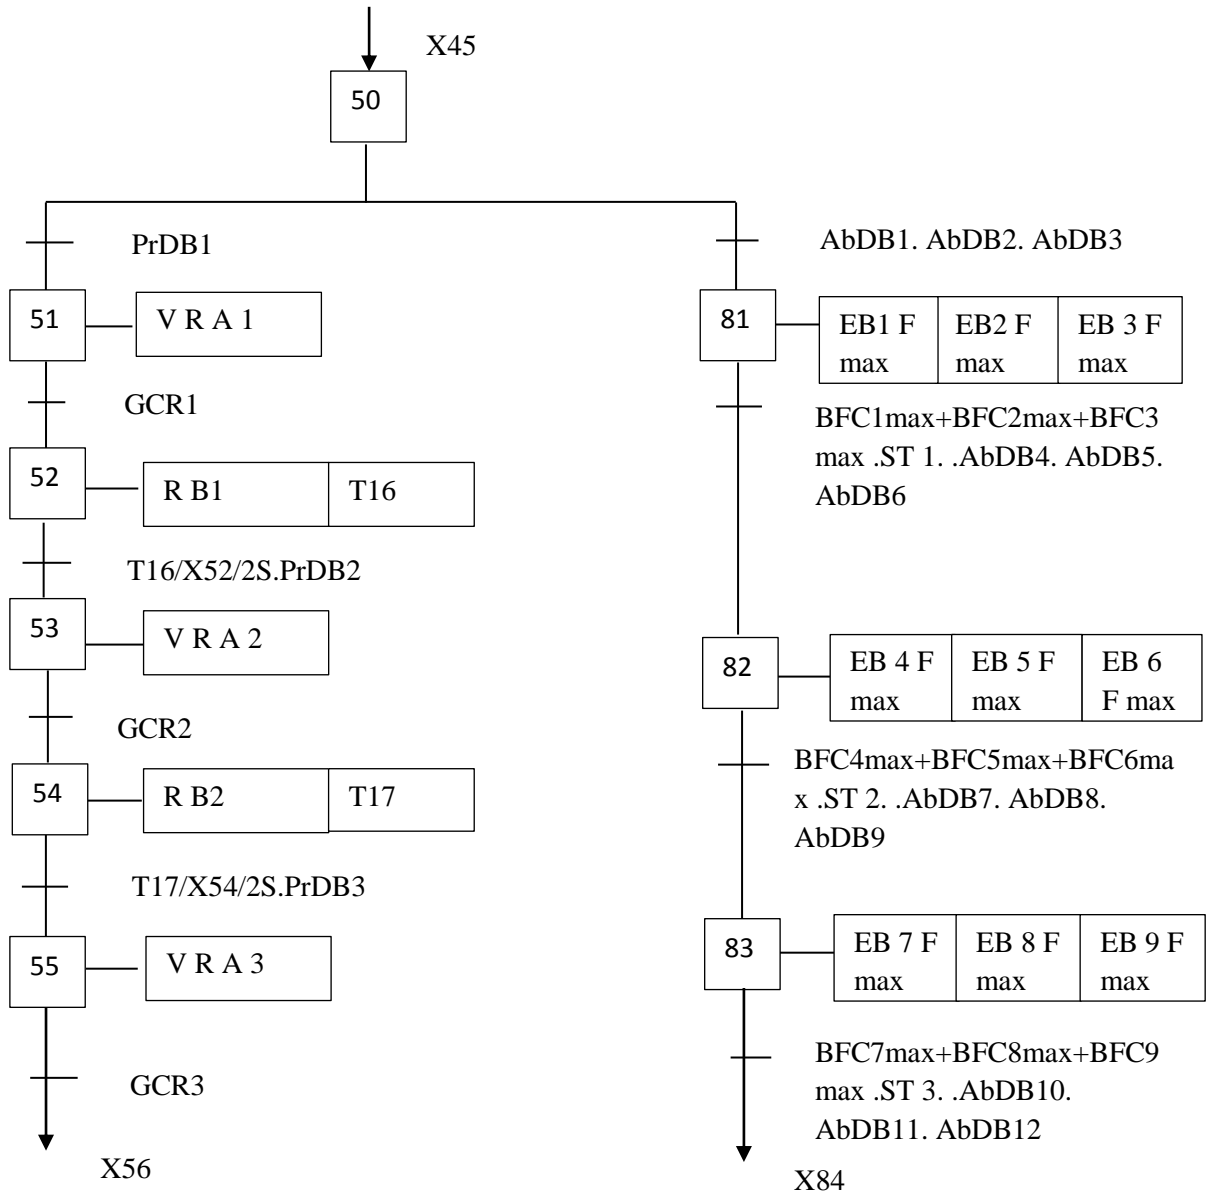 X45
50
PrDB1
51
V R A 1
GCR1
52
R B1
T16
T16/X52/2S.PrDB2
53
V R A 2
GCR2
54
R B2
T17
T17/X54/2S.PrDB3
55
V R A 3
GCR3
X56
AbDB1. AbDB2. AbDB3
81
EB1 F
max
EB2 F
max
EB 3 F
max
BFC1max+BFC2max+BFC3
max .ST 1. .AbDB4. AbDB5.
AbDB6
82
EB 4 F
max
EB 5 F
max
EB 6
F max
BFC4max+BFC5max+BFC6ma
x .ST 2. .AbDB7. AbDB8.
AbDB9
83
EB 7 F
max
EB 8 F
max
EB 9 F
max
BFC7max+BFC8max+BFC9
max .ST 3. .AbDB10.
AbDB11. AbDB12
X84